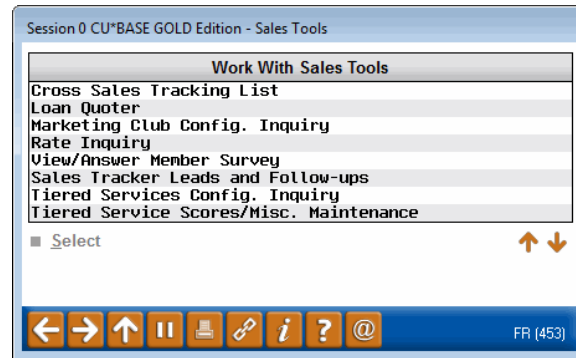 Session 0 CU*BASE GOLD Edition - Sales Tools
Work With Sales Tools
Cross Sales Tracking List
Loan Quoter
Marketing Club Config. Inquiry
Rate Inquiry
View/Answer Member Survey
Sales Tracker Leads and Follow-ups
Tiered Services Config. Inquiry
Tiered Service Scores/Misc. Maintenance
Select
i ? @
FR (453)